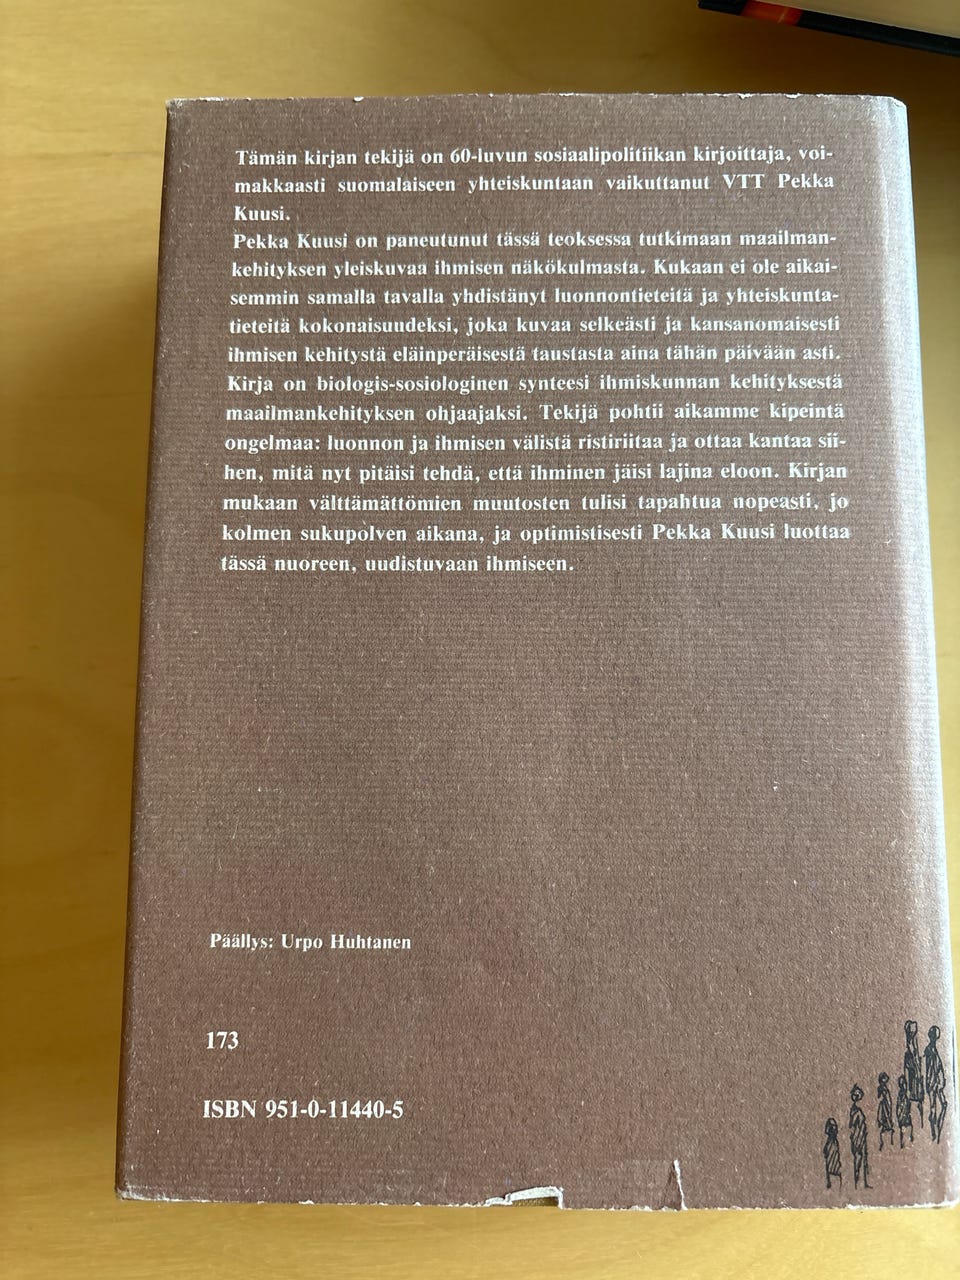 Tämän kirjan tekijä on 60-luvun sosiaalipolitiikan kirjoittaja, voi-
makkaasti suomalaiseen yhteiskuntaan vaikuttanut VTT Pekka
Kuusi.
Pekka Kuusi on paneutunut tässä teoksessa tutkimaan maailman-
kehityksen yleiskuvaa ihmisen näkökulmasta. Kukaan ei ole aikai-
semmin samalla tavalla yhdistänyt luonnontieteitä ja yhteiskunta-
tieteitä kokonaisuudeksi, joka kuvaa selkeästi ja kansanomaisesti
ihmisen kehitystä eläinperäisestä taustasta aina tähän päivään asti.
Kirja on biologis-sosiologinen synteesi ihmiskunnan kehityksestä
maailmankehityksen ohjaajaksi. Tekijä pohtii aikamme kipeintä
ongelmaa: luonnon ja ihmisen välistä ristiriitaa ja ottaa kantaa sii-
hen, mitä nyt pitäisi tehdä, että ihminen jäisi lajina eloon. Kirjan
mukaan välttämättömien muutosten tulisi tapahtua nopeasti, jo
kolmen sukupolven aikana, ja optimistisesti Pekka Kuusi luottaa
tässä nuoreen, uudistuvaan ihmiseen.
Päällys: Urpo Huhtanen
173
ISBN 951-0-11440-5